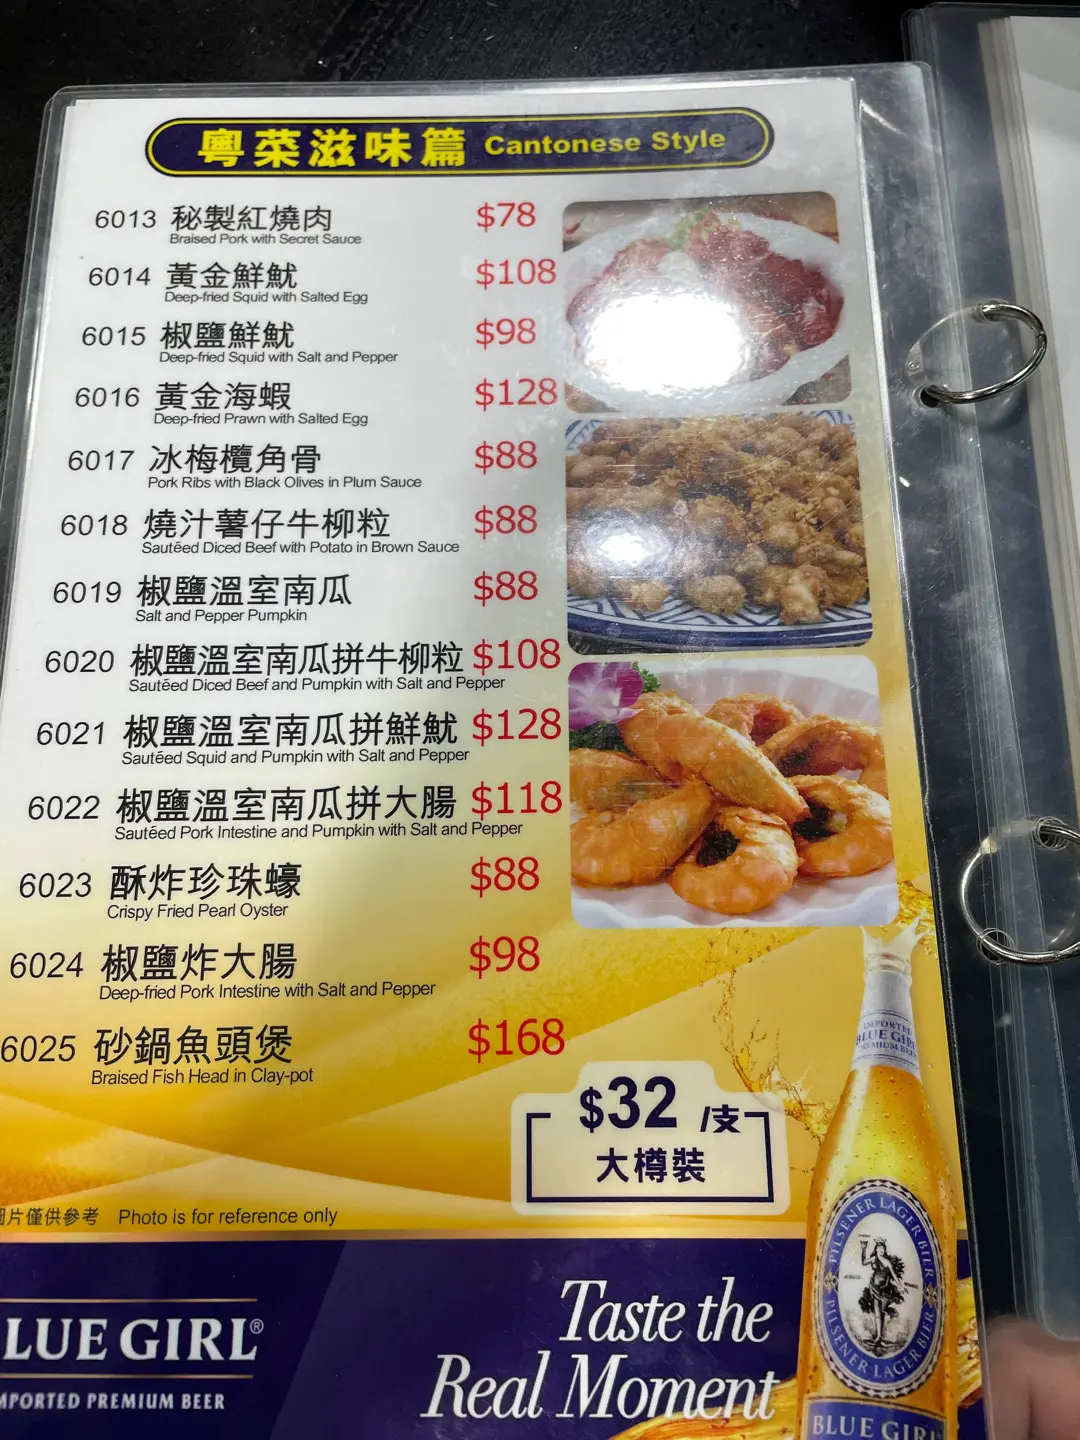 粵菜滋味篇 Cantonese Style
6013 秘製紅燒肉 $78
Braised Pork with Secret Sauce
6014 黃金鮮魷 $108
Deep-fried Squid with Salted Egg
6015 椒鹽鮮魷 $98
Deep-fried Squid with Salt and Pepper
6016 黃金海蝦 $128
Deep-fried Prawn with Salted Egg
6017 冰梅欖角骨 $88
Pork Ribs with Black Olives in Plum Sauce
6018 燒汁薯仔牛柳粒 $88
Sautéed Diced Beef with Potato in Brown Sauce
6019 椒鹽溫室南瓜 $88
Salt and Pepper Pumpkin
6020 椒鹽溫室南瓜拼牛柳粒 $108
Sautéed Diced Beef and Pumpkin with Salt and Pepper
6021 椒鹽溫室南瓜拼鮮魷 $128
Sautéed Squid and Pumpkin with Salt and Pepper
6022 椒鹽溫室南瓜拼大腸 $118
Sautéed Pork Intestine and Pumpkin with Salt and Pepper
6023 酥炸珍珠蠔 $88
Crispy Fried Pearl Oyster
6024 椒鹽炸大腸 $98
Deep-fried Pork Intestine with Salt and Pepper
6025 砂鍋魚頭煲 $168
Braised Fish Head in Clay-pot
$32 /支
大樽裝
圖片僅供參考 Photo is for reference only
LUE GIRL®
MPORTED PREMIUM BEER
Taste the
Real Moment
IMPORTED
BLUE GIRL
PREMIUM BEER
PILSENER LAGER BIER
PILSENER LAGER BIER
BLUE GIRL